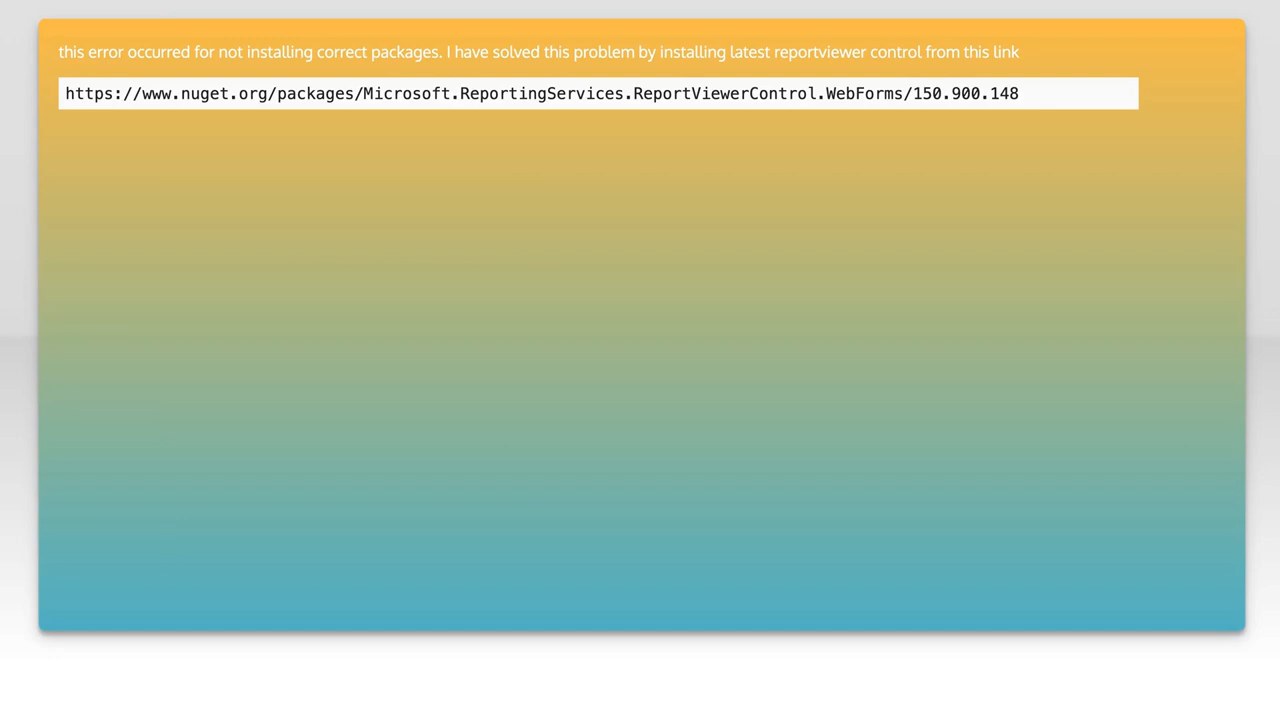 this error occurred for not installing correct packages. I have solved this problem by installing latest reportviewer control from this link
https://www.nuget.org/packages/Microsoft.ReportingServices.ReportViewerControl.WebForms/150.900.148